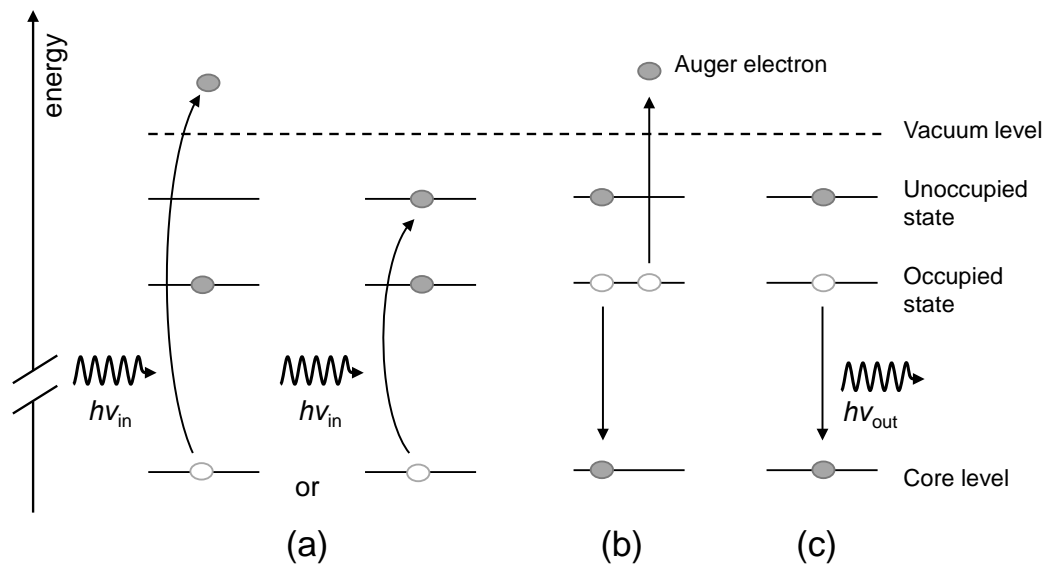 energy
Auger electron
Vacuum level
Unoccupied
state
Occupied
state
hνin
hνin
hνout
Core level
or
(a)
(b)
(c)